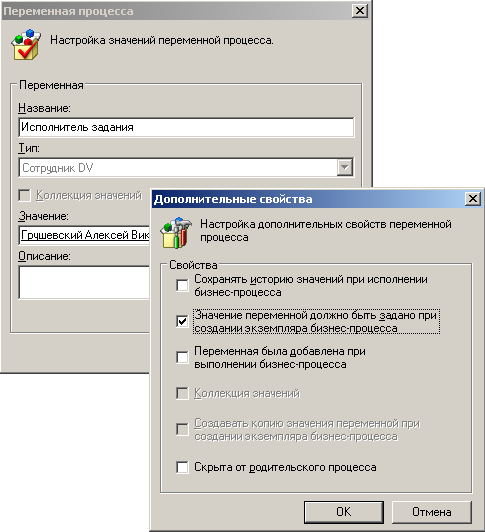 Переменная процесса
Настройка значений переменной процесса.
Переменная
Название:
Исполнитель задания
Тип:
Сотрудник DV
Коллекция значений
Значение:
Грушевский Алексей Вик
Описание:
Дополнительные свойства
Настройка дополнительных свойств переменной
процесса
Свойства
Сохранять историю значений при исполнении
бизнес-процесса
Значение переменной должно быть задано при
создании экземпляра бизнес-процесса
Переменная была добавлена при
выполнении бизнес-процесса
Коллекция значений
Создавать копию значения переменной при
создании экземпляра бизнес-процесса
Скрыта от родительского процесса
OK
Отмена